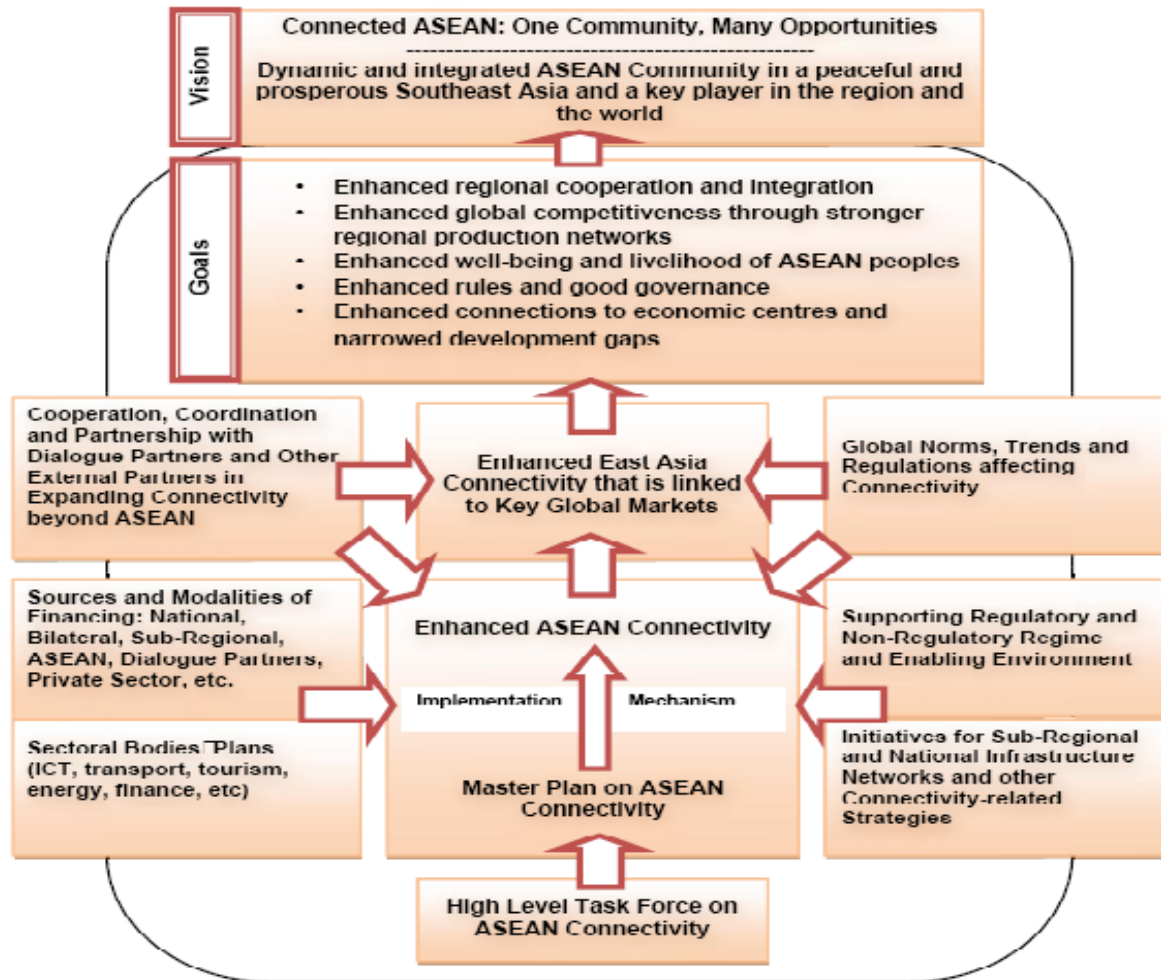 Vision
Connected ASEAN: One Community, Many Opportunities
--------------------------------------------------------
Dynamic and integrated ASEAN Community in a peaceful and
prosperous Southeast Asia and a key player in the region and
the world
Goals
• Enhanced regional cooperation and integration
• Enhanced global competitiveness through stronger
regional production networks
• Enhanced well-being and livelihood of ASEAN peoples
• Enhanced rules and good governance
• Enhanced connections to economic centres and
narrowed development gaps
Cooperation, Coordination
and Partnership with
Dialogue Partners and Other
External Partners in
Expanding Connectivity
beyond ASEAN
Enhanced East Asia
Connectivity that is linked
to Key Global Markets
Global Norms, Trends and
Regulations affecting
Connectivity
Sources and Modalities of
Financing: National,
Bilateral, Sub-Regional,
ASEAN, Dialogue Partners,
Private Sector, etc.
Enhanced ASEAN Connectivity
Implementation Mechanism
Supporting Regulatory and
Non-Regulatory Regime
and Enabling Environment
Sectoral Bodies□Plans
(ICT, transport, tourism,
energy, finance, etc)
Master Plan on ASEAN
Connectivity
Initiatives for Sub-Regional
and National Infrastructure
Networks and other
Connectivity-related
Strategies
High Level Task Force on
ASEAN Connectivity